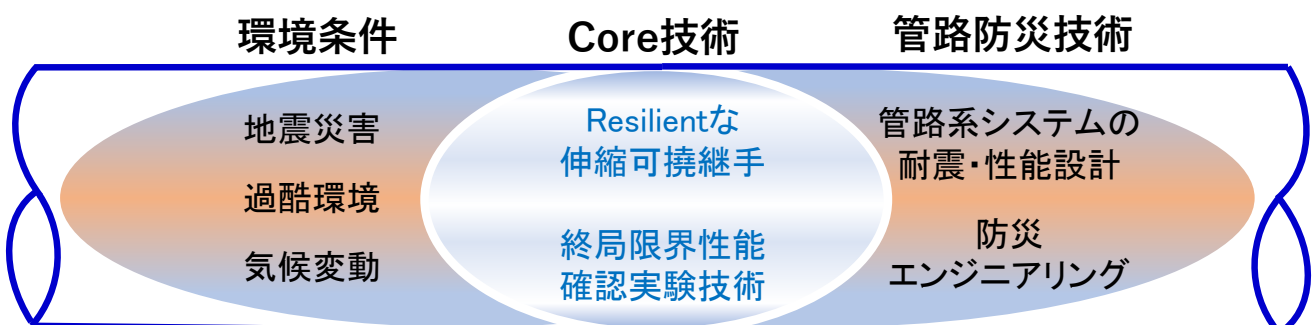 環境条件
Core技術
管路防災技術
地震災害
過酷環境
気候変動
Resilientな
伸縮可撓継手
終局限界性能
確認実験技術
管路系システムの
耐震・性能設計
防災
エンジニアリング